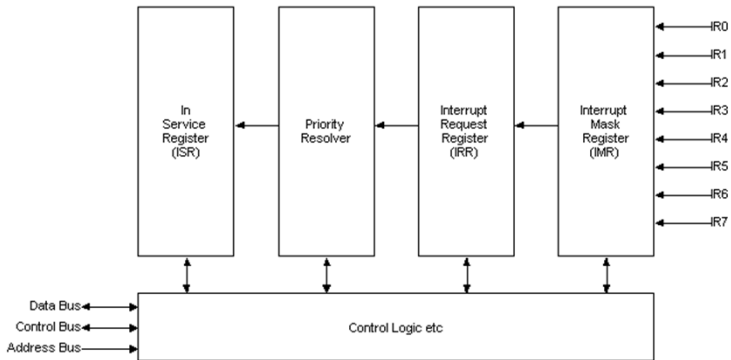 In
Service
Register
(ISR)
Priority
Resolver
Interrupt
Request
Register
(IRR)
Interrupt
Mask
Register
(IMR)
IR0
IR1
IR2
IR3
IR4
IR5
IR6
IR7
Data Bus
Control Bus
Address Bus
Control Logic etc